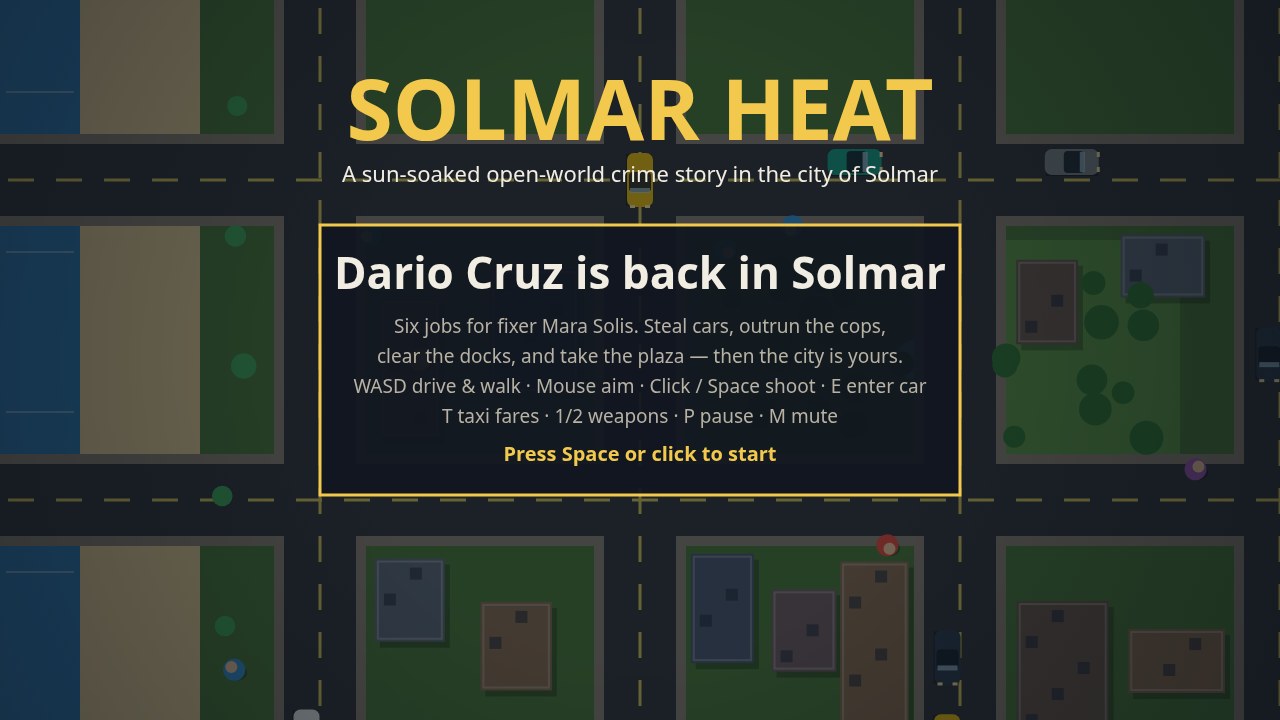 SOLMAR HEAT
A sun-soaked open-world crime story in the city of Solmar
Dario Cruz is back in Solmar
Six jobs for fixer Mara Solis. Steal cars, outrun the cops,
clear the docks, and take the plaza — then the city is yours.
WASD drive & walk · Mouse aim · Click / Space shoot · E enter car
T taxi fares · 1/2 weapons · P pause · M mute
Press Space or click to start